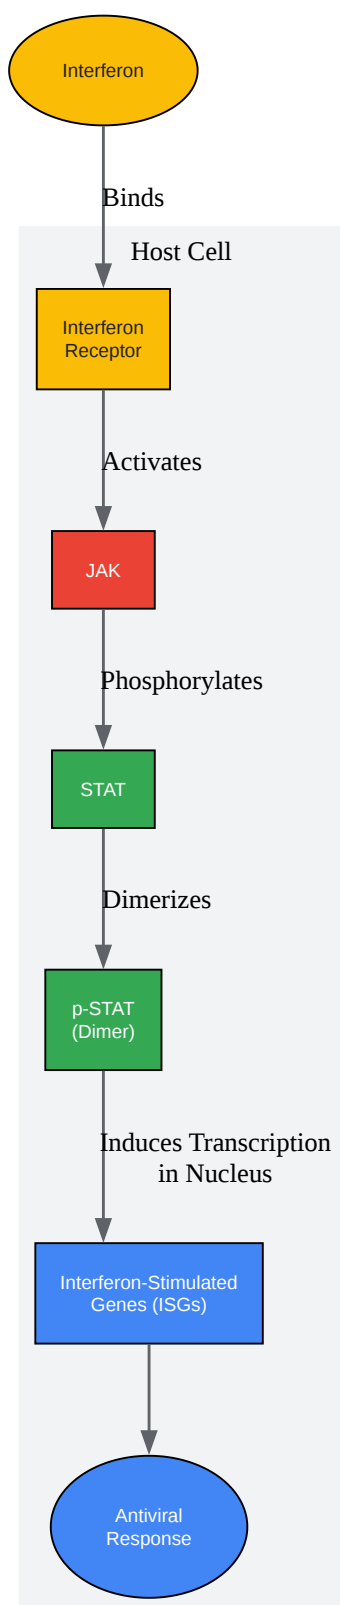 Interferon
Binds
Host Cell
Interferon
Receptor
Activates
JAK
Phosphorylates
STAT
Dimerizes
p-STAT
(Dimer)
Induces Transcription
in Nucleus
Interferon-Stimulated
Genes (ISGs)
Antiviral
Response